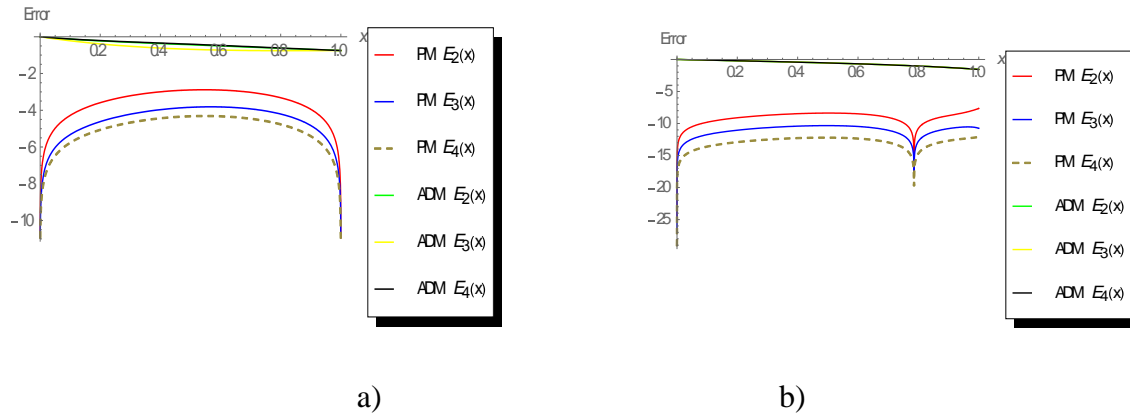 Error
x
0.2 0.4 0.6 0.8 1.0
-2
-4
-6
-8
-10
PM E2(x)
PM E3(x)
PM E4(x)
ADM E2(x)
ADM E3(x)
ADM E4(x)
a)
Error
x
0.2 0.4 0.6 0.8 1.0
-5
-10
-15
-20
-25
PM E2(x)
PM E3(x)
PM E4(x)
ADM E2(x)
ADM E3(x)
ADM E4(x)
b)